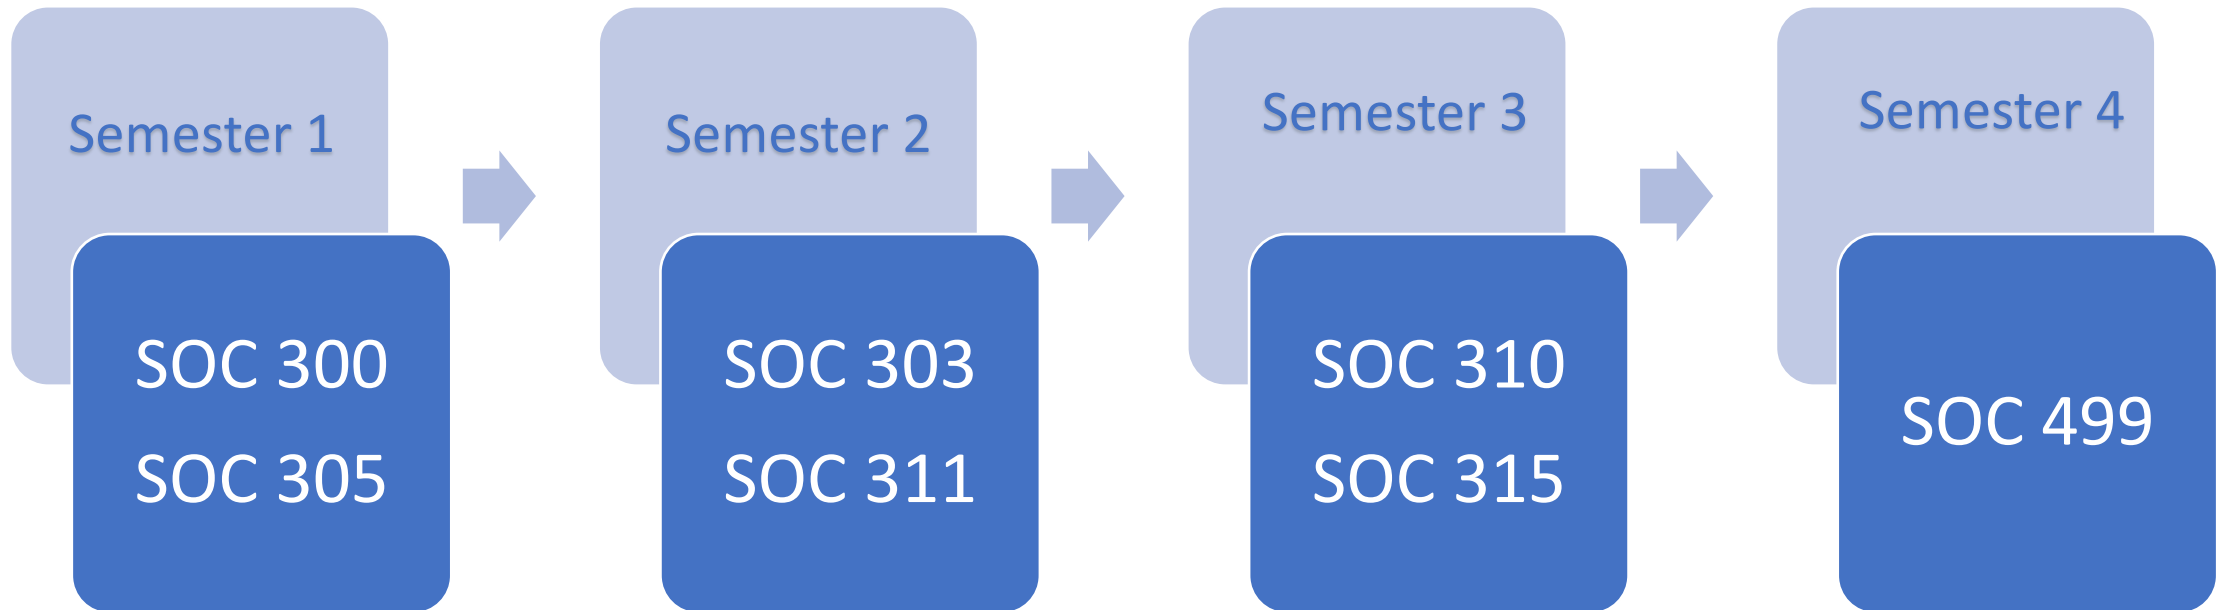 Semester 1
SOC 300
SOC 305
Semester 2
SOC 303
SOC 311
Semester 3
SOC 310
SOC 315
Semester 4
SOC 499